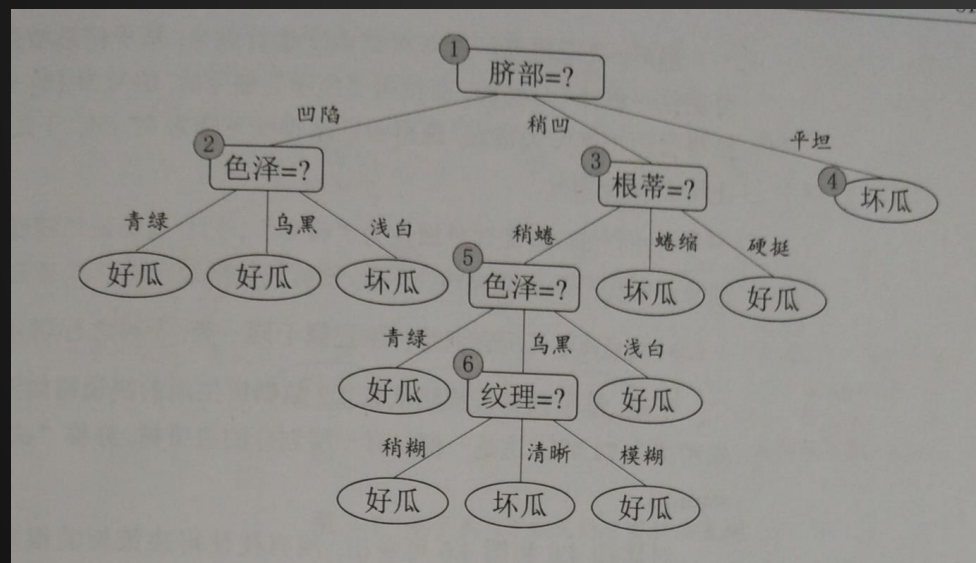 1
脐部=?
凹陷
稍凹
平坦
2
色泽=?
3
根蒂=?
4
坏瓜
青绿
乌黑
浅白
稍蜷
蜷缩
硬挺
好瓜
好瓜
坏瓜
5
色泽=?
坏瓜
好瓜
青绿
乌黑
浅白
好瓜
6
纹理=?
好瓜
稍糊
清晰
模糊
好瓜
坏瓜
好瓜